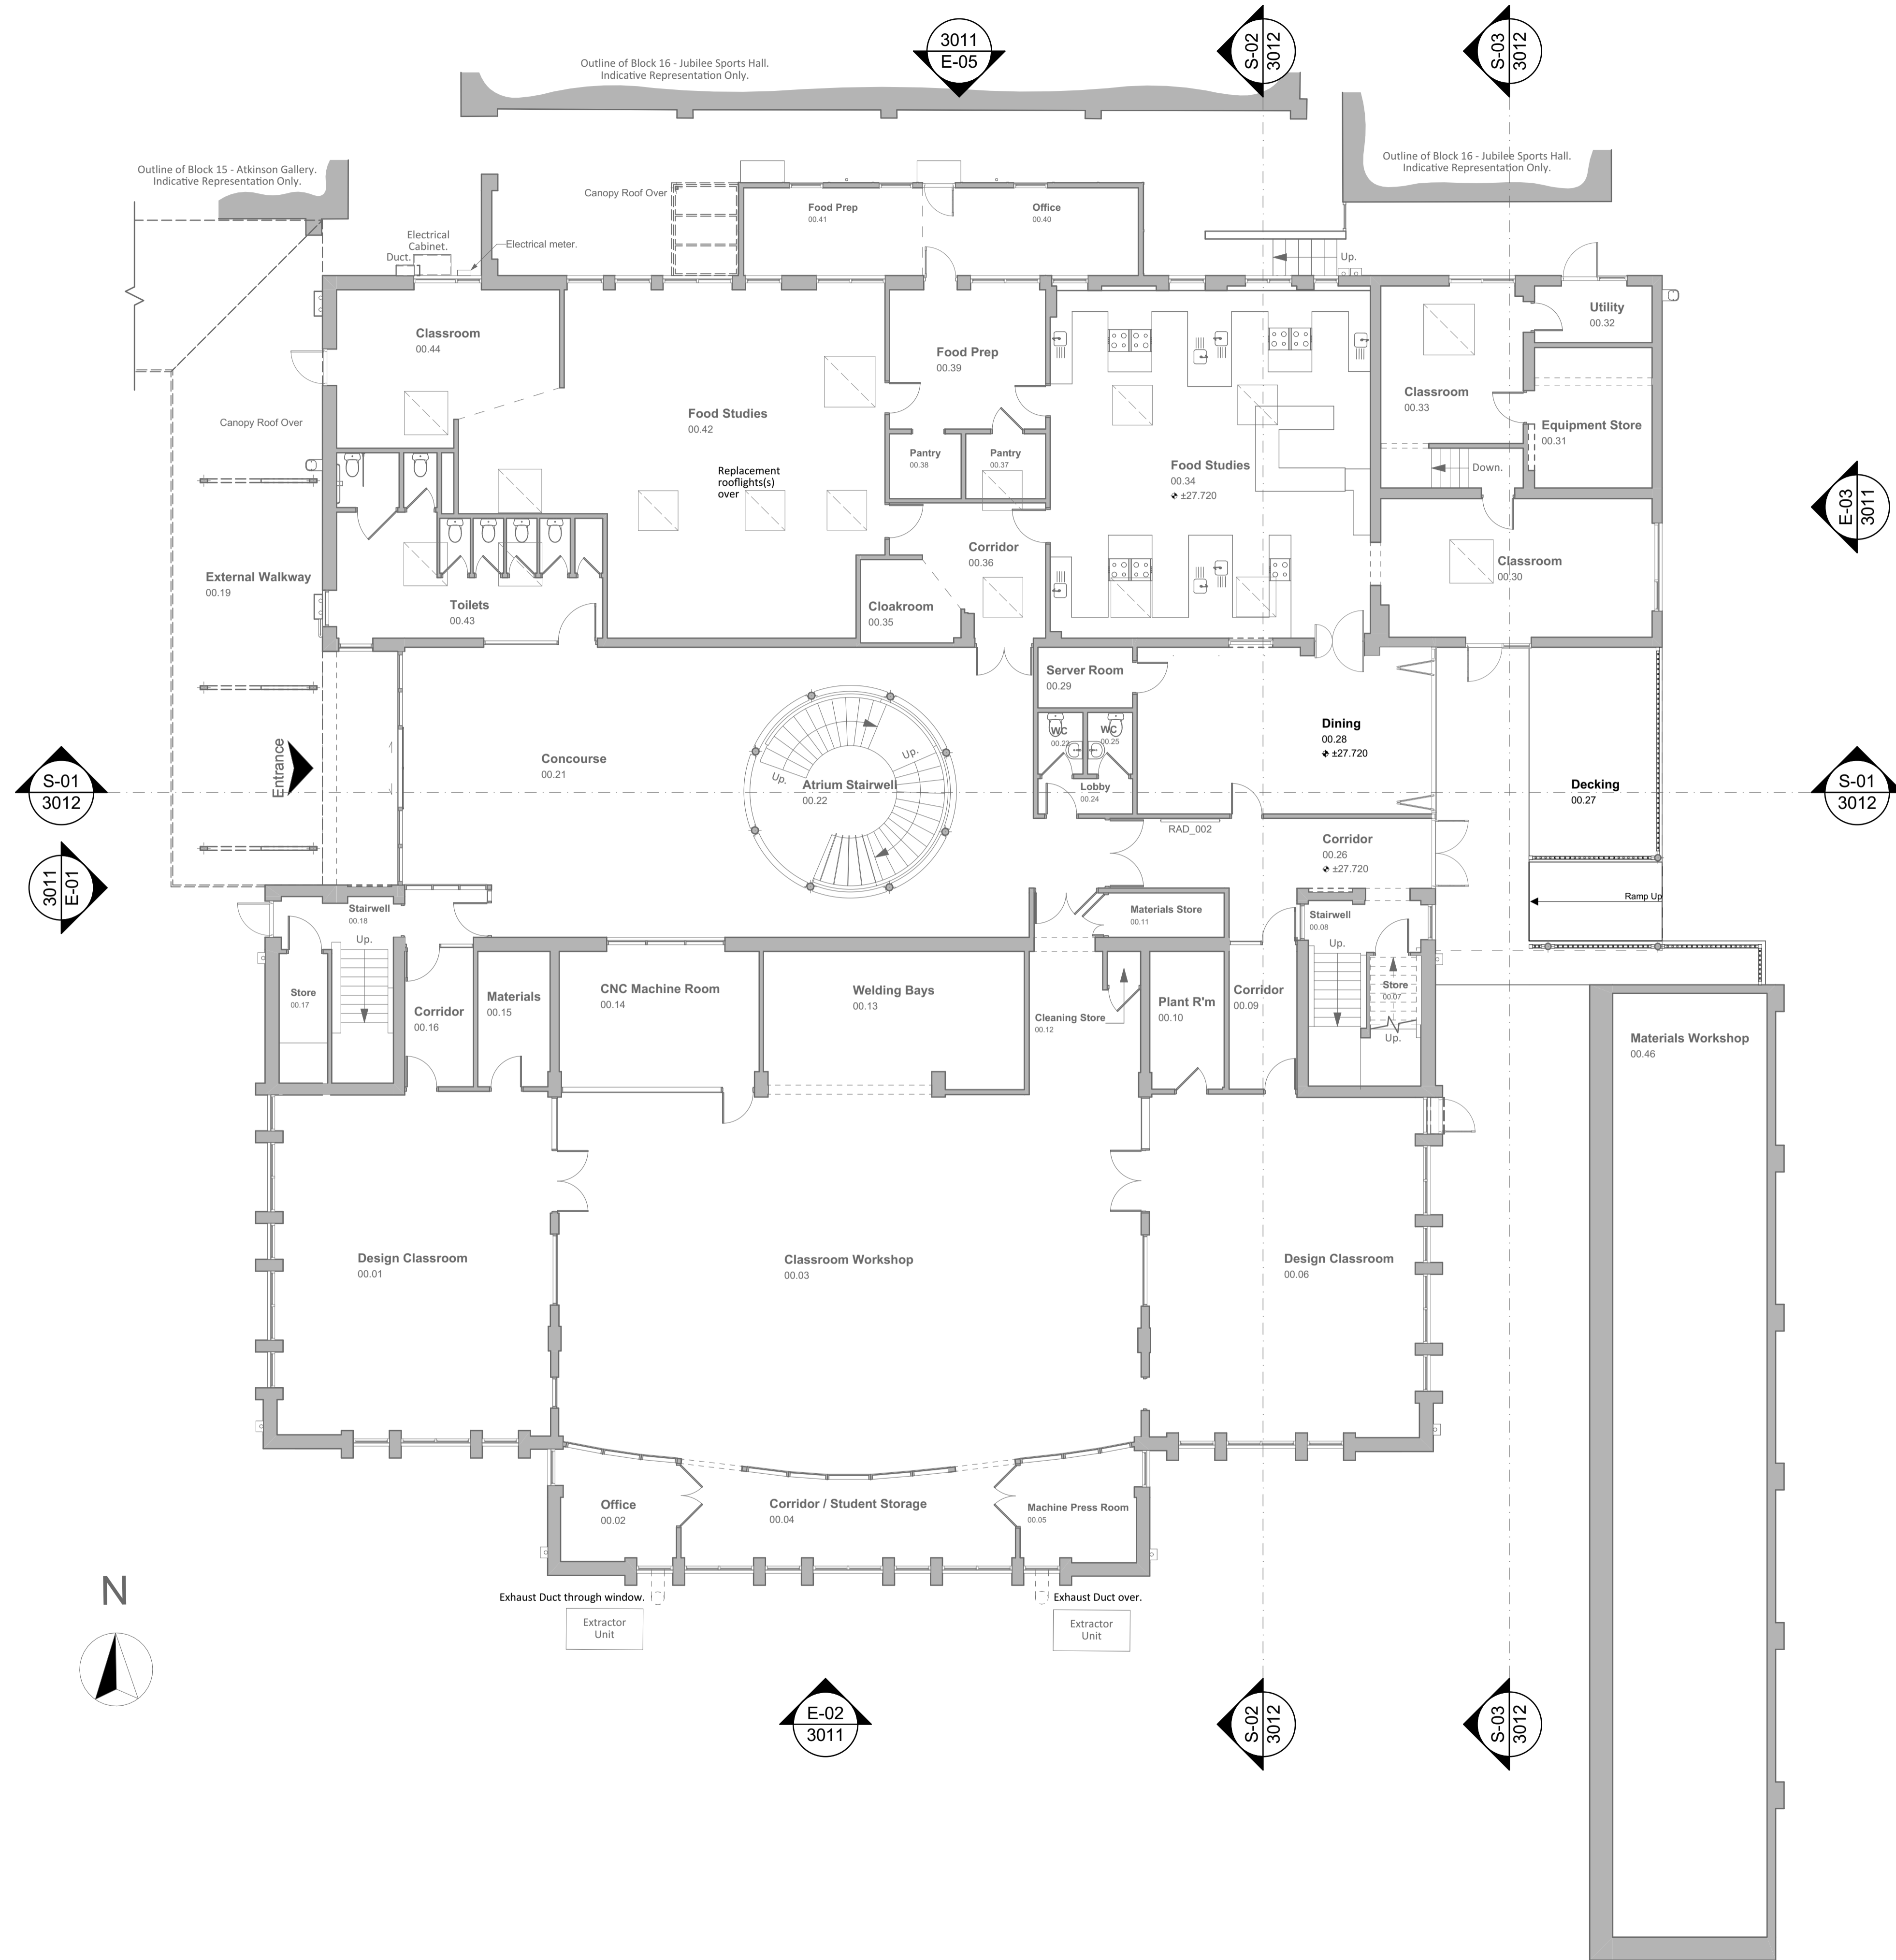 3011
E-05
S-02
3012
S-03
3012
Outline of Block 16 - Jubilee Sports Hall.
Indicative Representation Only.
Outline of Block 15 - Atkinson Gallery.
Indicative Representation Only.
Outline of Block 16 - Jubilee Sports Hall.
Indicative Representation Only.
Canopy Roof Over
Food Prep
00.41
Office
00.40
Electrical
Cabinet.
Duct.
Electrical meter.
Up.
Utility
00.32
Classroom
00.44
Food Prep
00.39
Classroom
00.33
Canopy Roof Over
Food Studies
00.42
Equipment Store
00.31
Pantry
00.38
Pantry
00.37
Replacement
rooflights(s)
over
Food Studies
00.34
±27.720
Down.
E-03
3011
Corridor
00.36
Classroom
00.30
External Walkway
00.19
Toilets
00.43
Cloakroom
00.35
Server Room
00.29
WC
00.23
WC
00.25
Dining
00.28
±27.720
Entrance
Concourse
00.21
Up.
Up.
Atrium Stairwell
00.22
Lobby
00.24
Decking
00.27
S-01
3012
S-01
3012
RAD_002
Corridor
00.26
±27.720
3011
E-01
Ramp Up
Stairwell
00.18
Up.
Materials Store
00.11
Stairwell
00.08
Up.
Store
00.17
Corridor
00.16
Materials
00.15
CNC Machine Room
00.14
Welding Bays
00.13
Cleaning Store
00.12
Plant R'm
00.10
Corridor
00.09
Store
00.07
Up.
Materials Workshop
00.46
Design Classroom
00.01
Classroom Workshop
00.03
Design Classroom
00.06
Office
00.02
Corridor / Student Storage
00.04
Machine Press Room
00.05
N
Exhaust Duct through window.
Exhaust Duct over.
Extractor
Unit
Extractor
Unit
E-02
3011
S-02
3012
S-03
3012